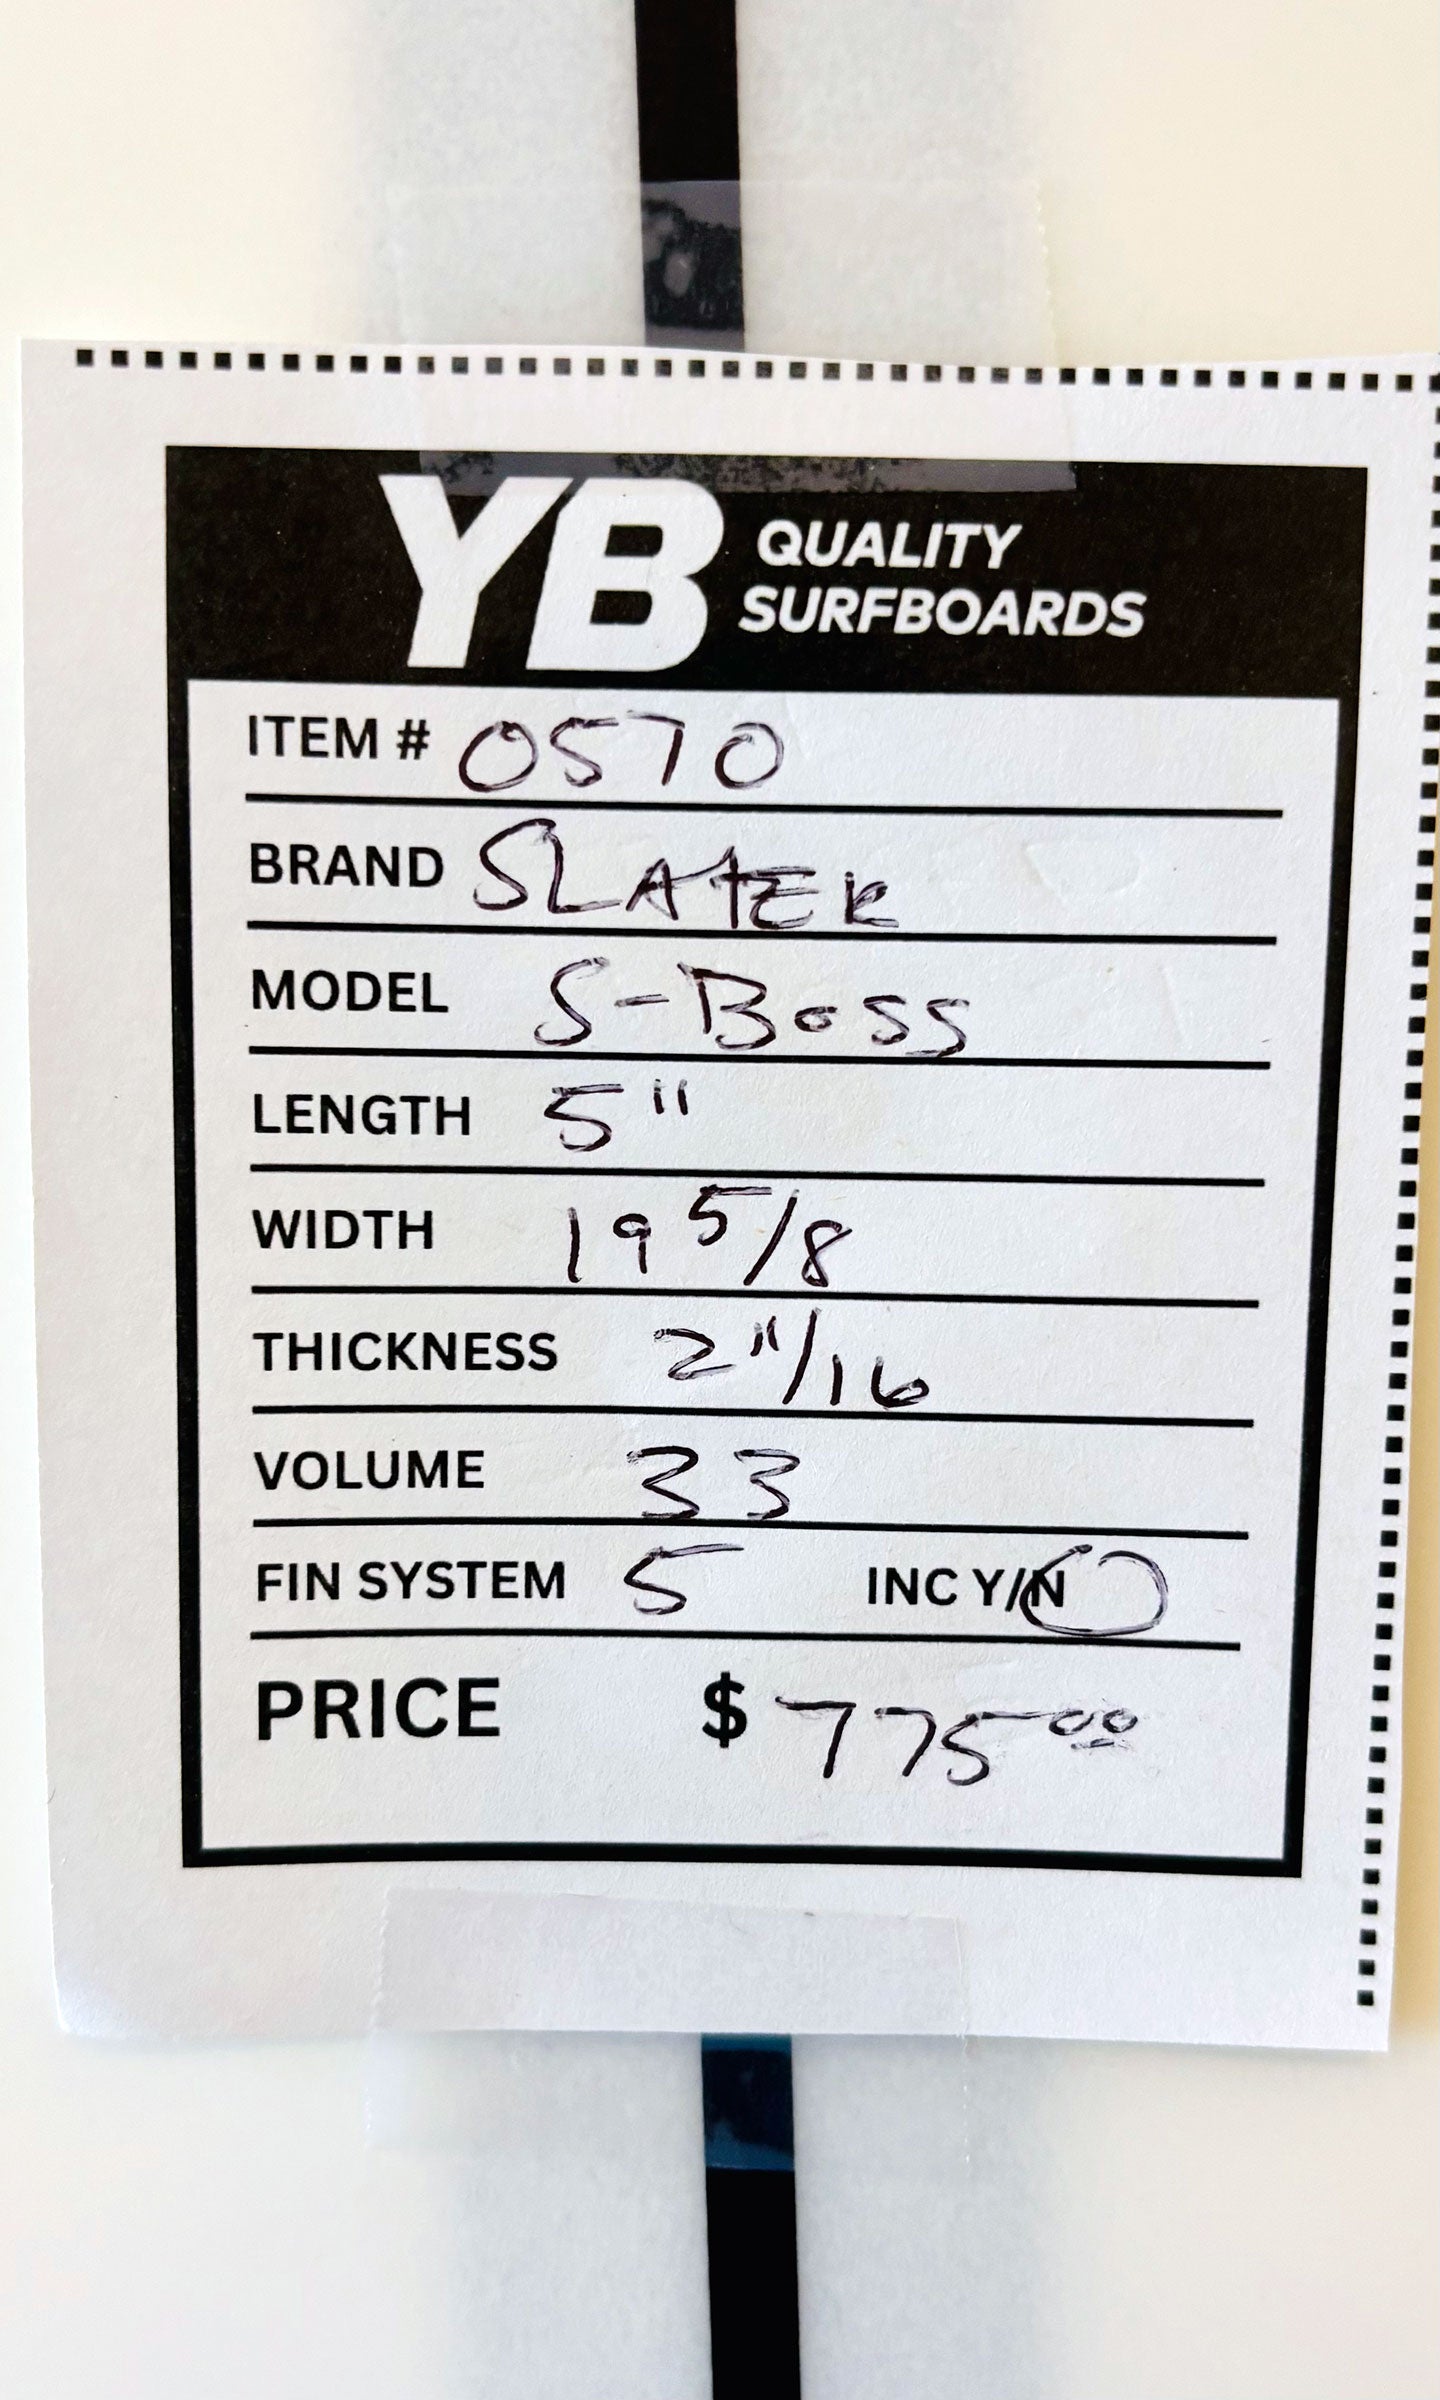 YB QUALITY
SURFBOARDS
ITEM # 0570
BRAND SLATER
MODEL S-Boss
LENGTH 5"
WIDTH 19 5/8
THICKNESS 2 11/16
VOLUME 33
FIN SYSTEM 5 INC Y/N
PRICE $775.00